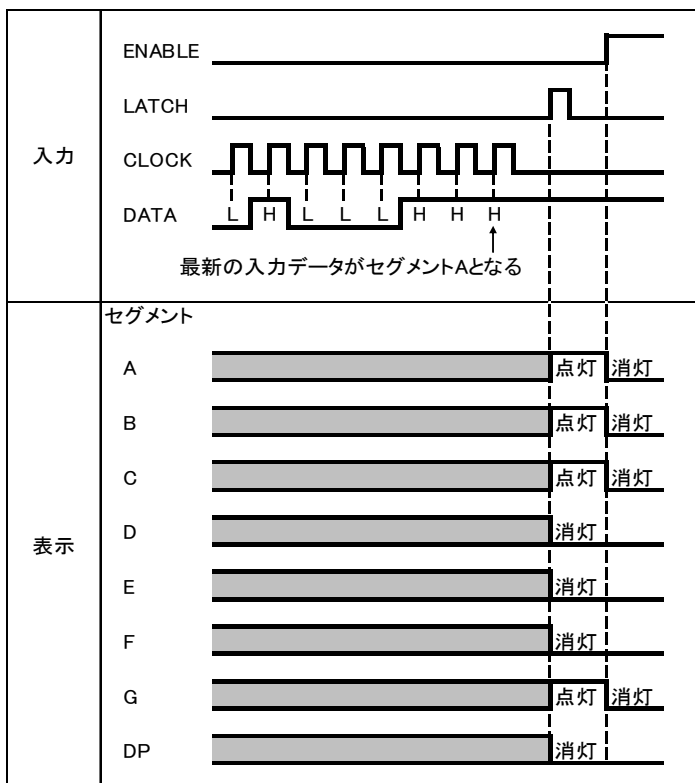 入力
ENABLE
LATCH
CLOCK
DATA
L H L L L H H H
最新の入力データがセグメントAとなる
表示
セグメント
A 点灯 消灯
B 点灯 消灯
C 点灯 消灯
D 消灯
E 消灯
F 消灯
G 点灯 消灯
DP 消灯